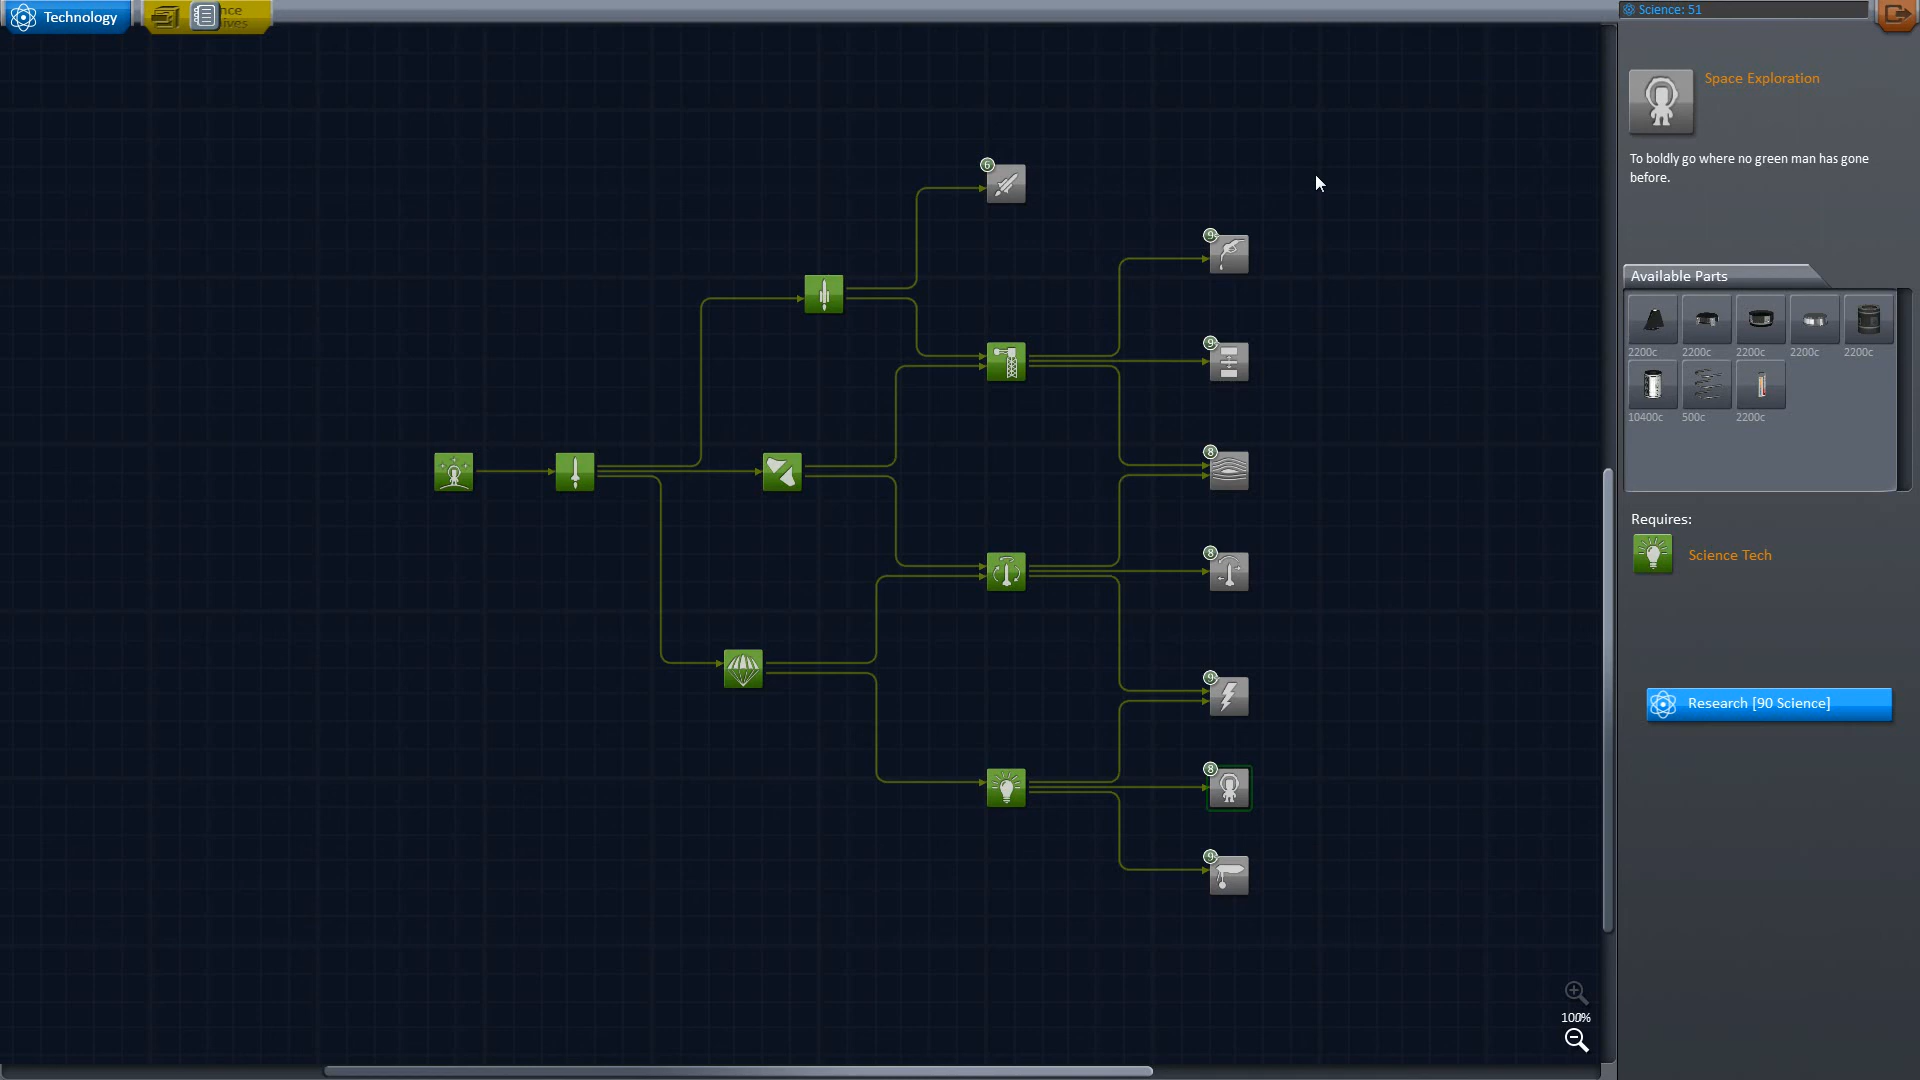 Technology
Science: 51
Space Exploration
To boldly go where no green man has gone
before.
Available Parts
2200c 2200c 2200c 2200c 2200c
10400c 500c 2200c
Requires:
Science Tech
Research [90 Science]
6
9
9
8
8
9
8
9
100%